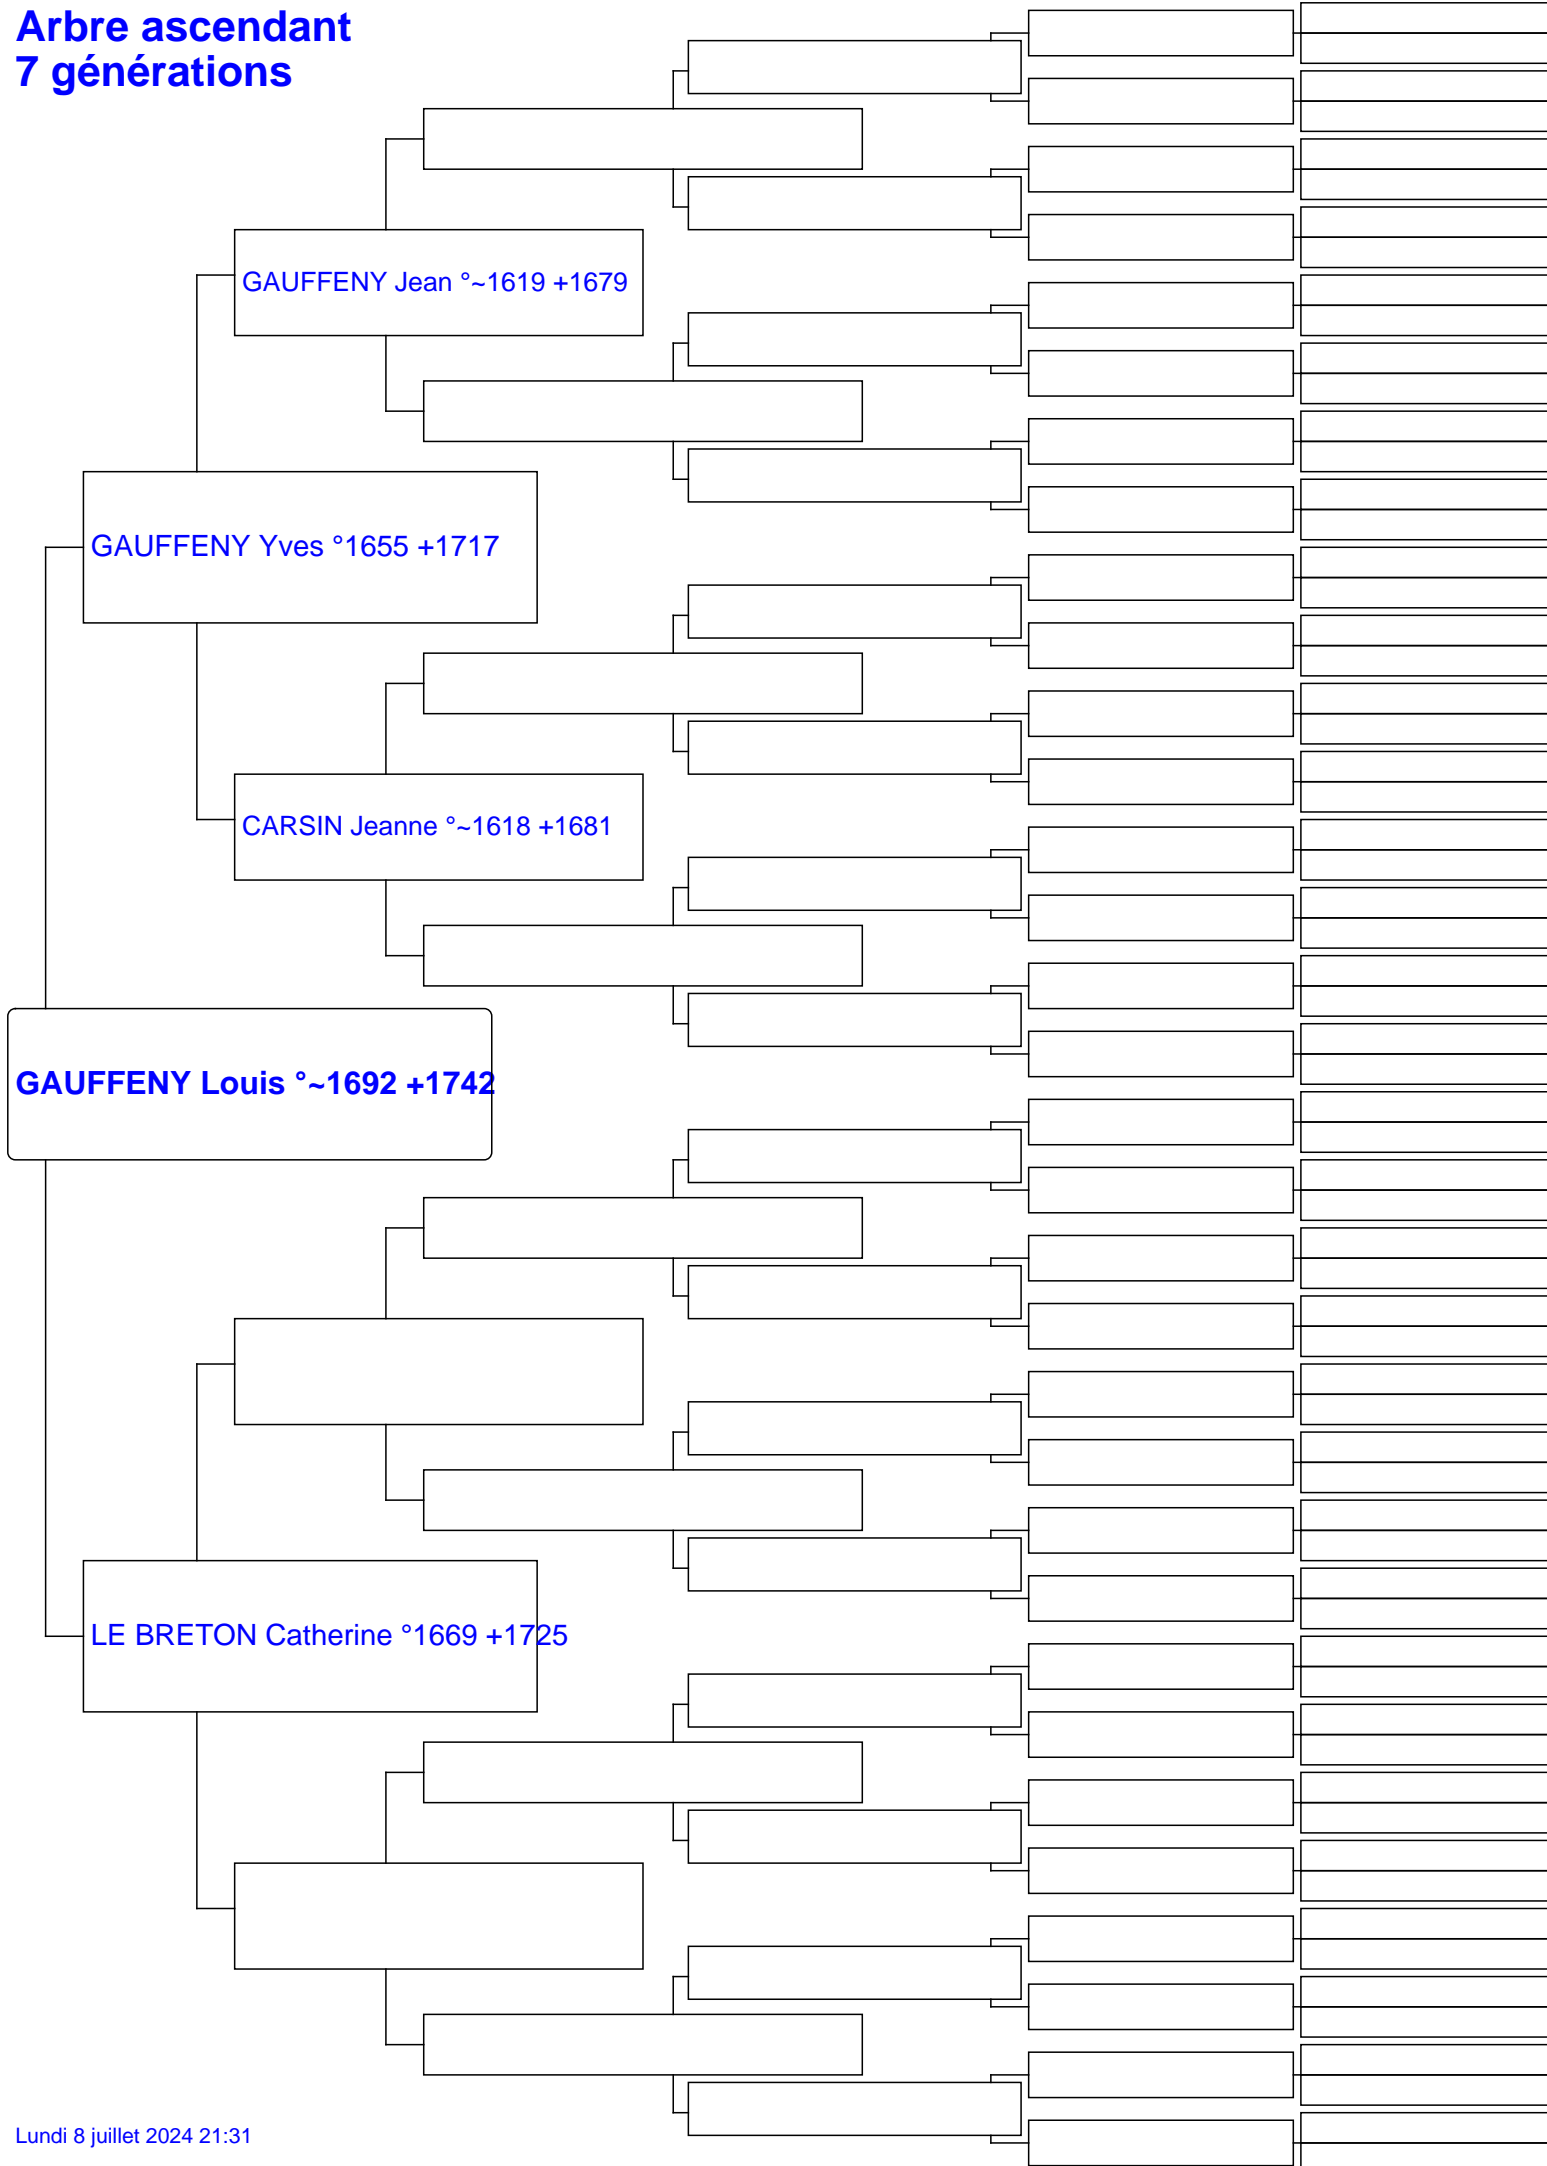 Arbre ascendant
7 générations
GAUFFENY Jean °~1619 +1679
GAUFFENY Yves °1655 +1717
CARSIN Jeanne °~1618 +1681
GAUFFENY Louis °~1692 +1742
LE BRETON Catherine °1669 +1725
Lundi 8 juillet 2024 21:31